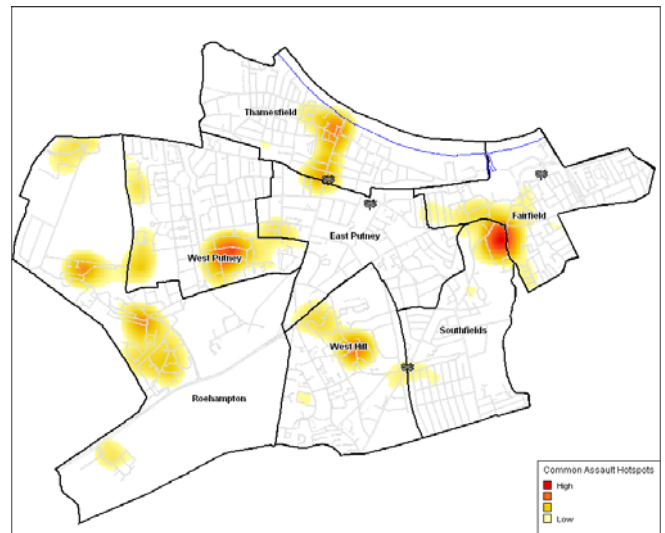 Thamesfield
Fairfield
East Putney
West Putney
Southfields
West Hill
Roehampton
Common Assault Hotspots
High
Low